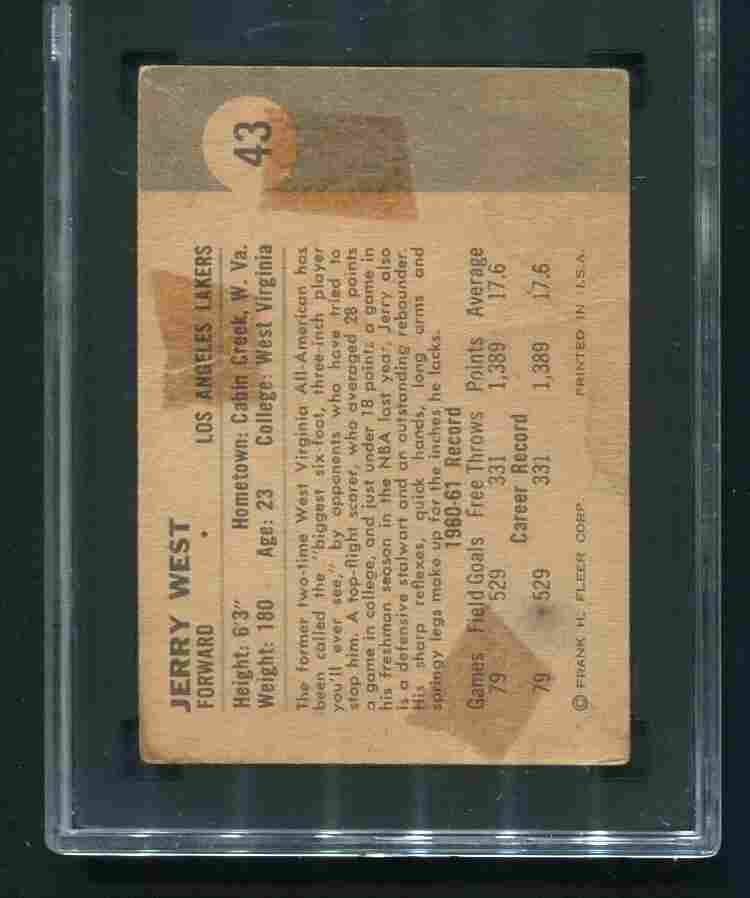 43
JERRY WEST
FORWARD LOS ANGELES LAKERS
Height: 6'3" Hometown: Cabin Creek, W. Va.
Weight: 180 Age: 23 College: West Virginia
The former two-time West Virginia All-American has
been called the "biggest six-foot, three-inch player
you'll ever see," by opponents who have tried to
stop him. A top-flight scorer, who averaged 28 points
a game in college, and just under 18 points a game in
his freshman season in the NBA last year, Jerry also
is a defensive stalwart and an outstanding rebounder.
His sharp reflexes, quick hands, long arms and
springy legs make up for the inches he lacks.
1960-61 Record
Games Field Goals Free Throws Points Average
79 529 331 1,389 17.6
Career Record
79 529 331 1,389 17.6
© FRANK H. FLEER CORP. PRINTED IN U.S.A.